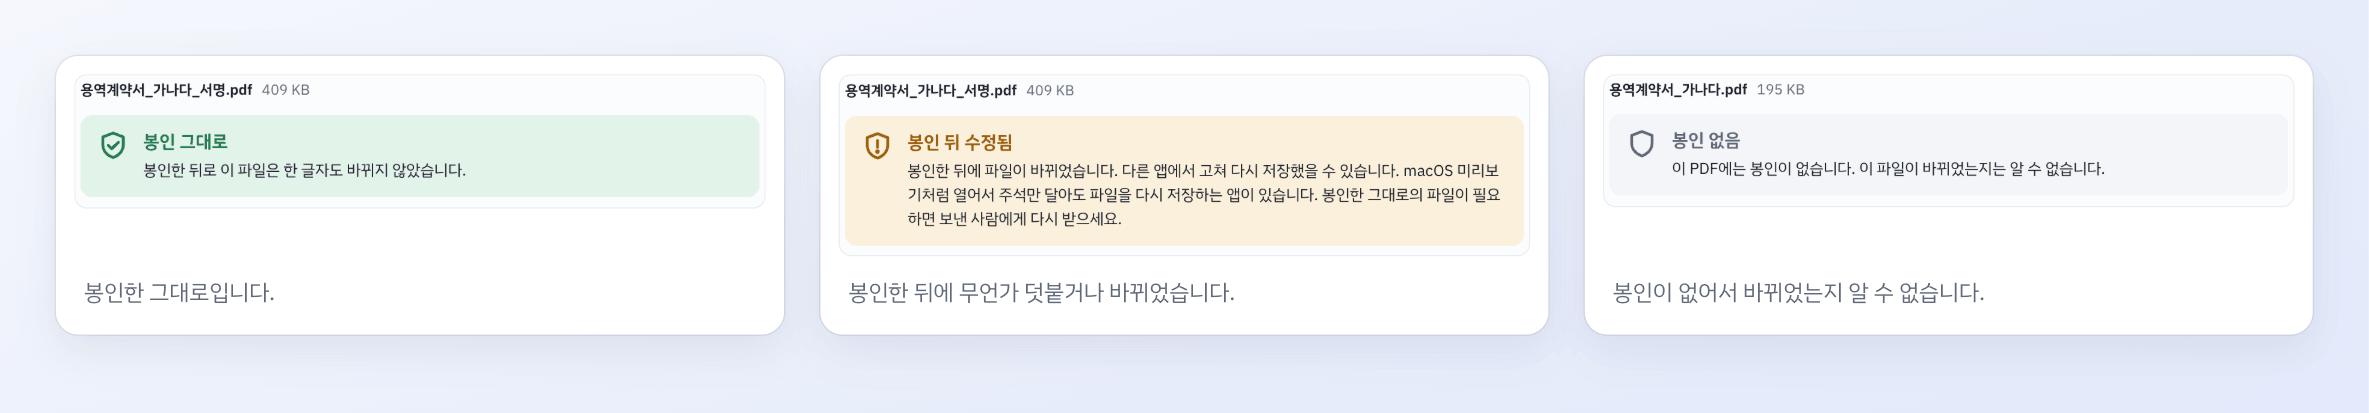 용역계약서_가나다_서명.pdf 409 KB
봉인 그대로
봉인한 뒤로 이 파일은 한 글자도 바뀌지 않았습니다.
봉인한 그대로입니다.
용역계약서_가나다_서명.pdf 409 KB
봉인 뒤 수정됨
봉인한 뒤에 파일이 바뀌었습니다. 다른 앱에서 고쳐 다시 저장했을 수 있습니다. macOS 미리보
기처럼 열어서 주석만 달아도 파일을 다시 저장하는 앱이 있습니다. 봉인한 그대로의 파일이 필요
하면 보낸 사람에게 다시 받으세요.
봉인한 뒤에 무언가 덧붙거나 바뀌었습니다.
용역계약서_가나다.pdf 195 KB
봉인 없음
이 PDF에는 봉인이 없습니다. 이 파일이 바뀌었는지는 알 수 없습니다.
봉인이 없어서 바뀌었는지 알 수 없습니다.